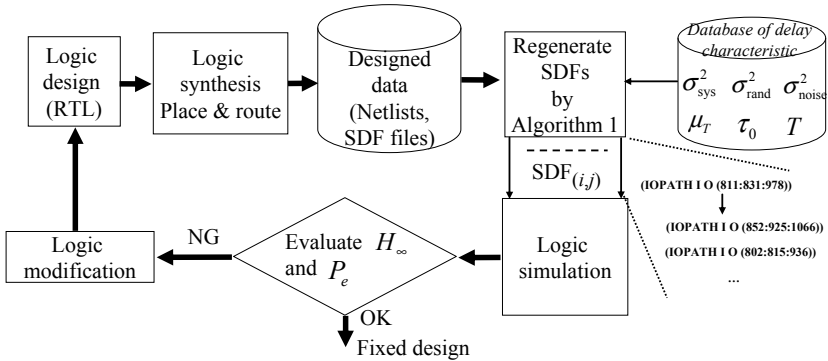 Logic
design
(RTL)
Logic
synthesis
Place & route
Designed
data
(Netlists,
SDF files)
Regenerate
SDFs
by
Algorithm 1
Database of delay
characteristic
σ²sys σ²rand σ²noise
μT τ0 T
SDF(i,j)
(IOPATH I O (811:831:978))
(IOPATH I O (852:925:1066))
(IOPATH I O (802:815:936))
...
Logic
simulation
Evaluate H∞
and Pe
NG
Logic
modification
OK
Fixed design